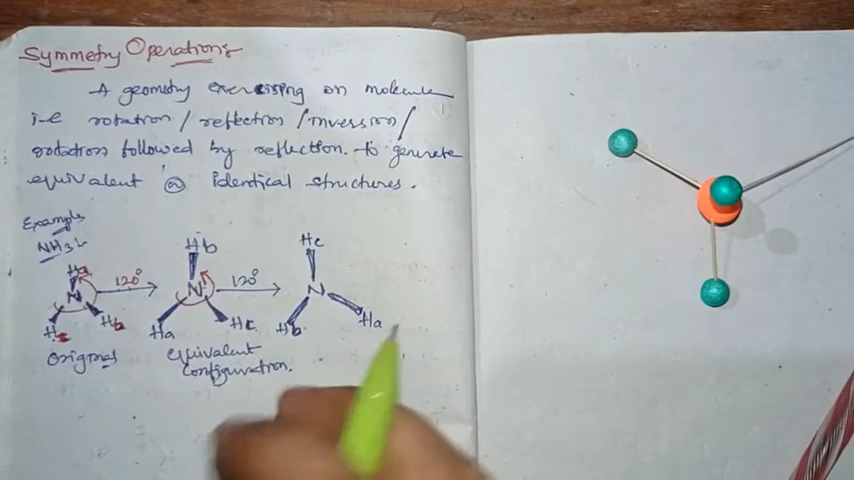 Symmetry Operations
A geometry exercising on molecule
i-e rotation / reflection / inversion /
rotation followed by reflection. to generate
equivalent or identical structures.
Example
NH3
Ha Hb Hc
N 120° N 120° N
Hc Hb Ha Hc Hb Ha
Original equivalent
configuration.